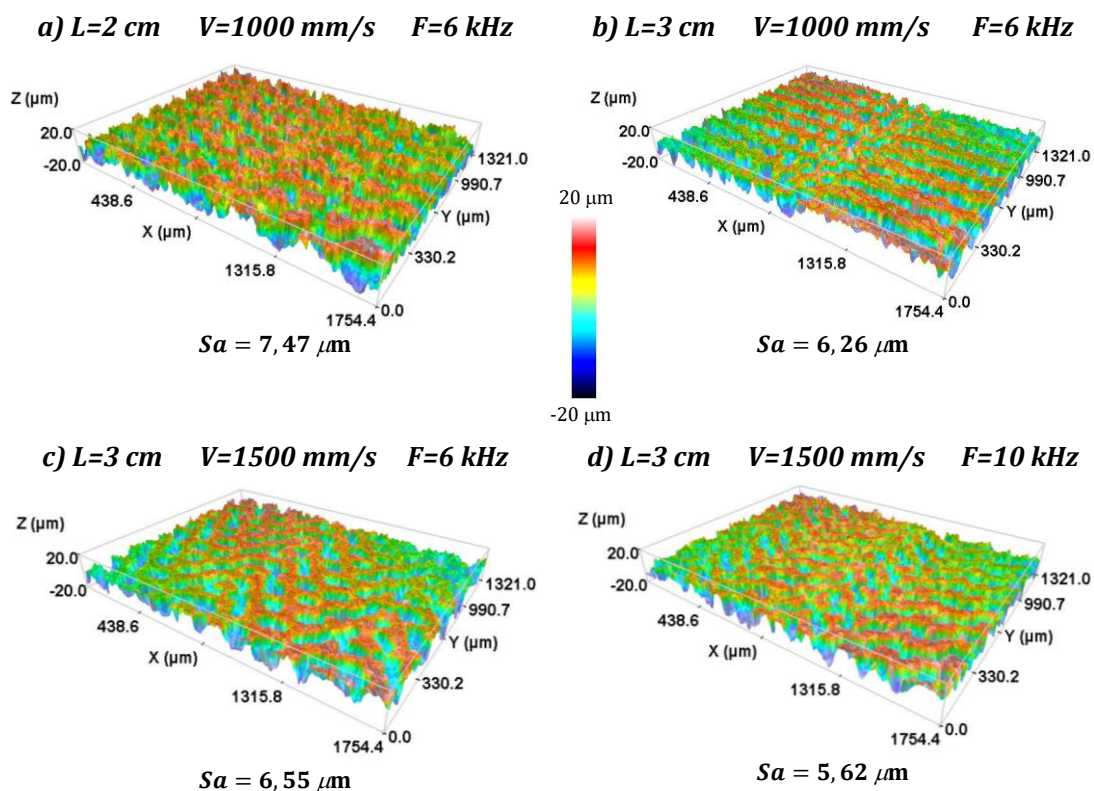 a) L=2 cm V=1000 mm/s F=6 kHz
b) L=3 cm V=1000 mm/s F=6 kHz
Z (µm)
20.0
-20.0
438.6
X (µm)
1315.8
1754.4
0.0
330.2
Y (µm)
990.7
1321.0
Sa = 7,47 µm
20 µm
-20 µm
Z (µm)
20.0
-20.0
438.6
X (µm)
1315.8
1754.4
0.0
330.2
Y (µm)
990.7
1321.0
Sa = 6,26 µm
c) L=3 cm V=1500 mm/s F=6 kHz
d) L=3 cm V=1500 mm/s F=10 kHz
Z (µm)
20.0
-20.0
438.6
X (µm)
1315.8
1754.4
0.0
330.2
Y (µm)
990.7
1321.0
Sa = 6,55 µm
Z (µm)
20.0
-20.0
438.6
X (µm)
1315.8
1754.4
0.0
330.2
Y (µm)
990.7
1321.0
Sa = 5,62 µm